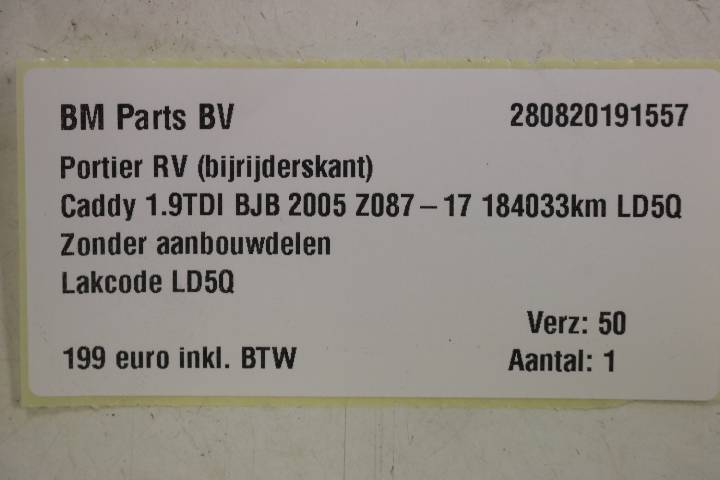 BM Parts BV 280820191557
Portier RV (bijrijderskant)
Caddy 1.9TDI BJB 2005 Z087-17 184033km LD5Q
Zonder aanbouwdelen
Lakcode LD5Q
Verz: 50
199 euro inkl. BTW Aantal: 1